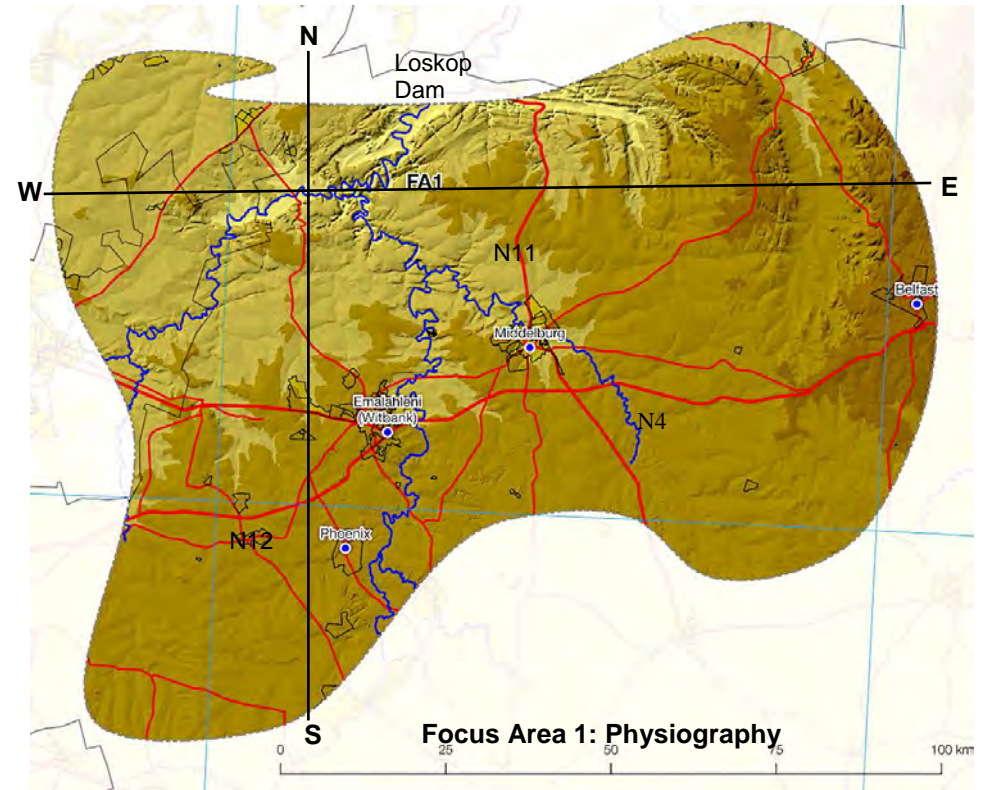 N
Loskop
Dam
W
FA1
E
N11
Belfast
Middelburg
Emalahleni
(Witbank)
N4
N12
Phoenix
S
Focus Area 1: Physiography
0 25 50 75 100 km